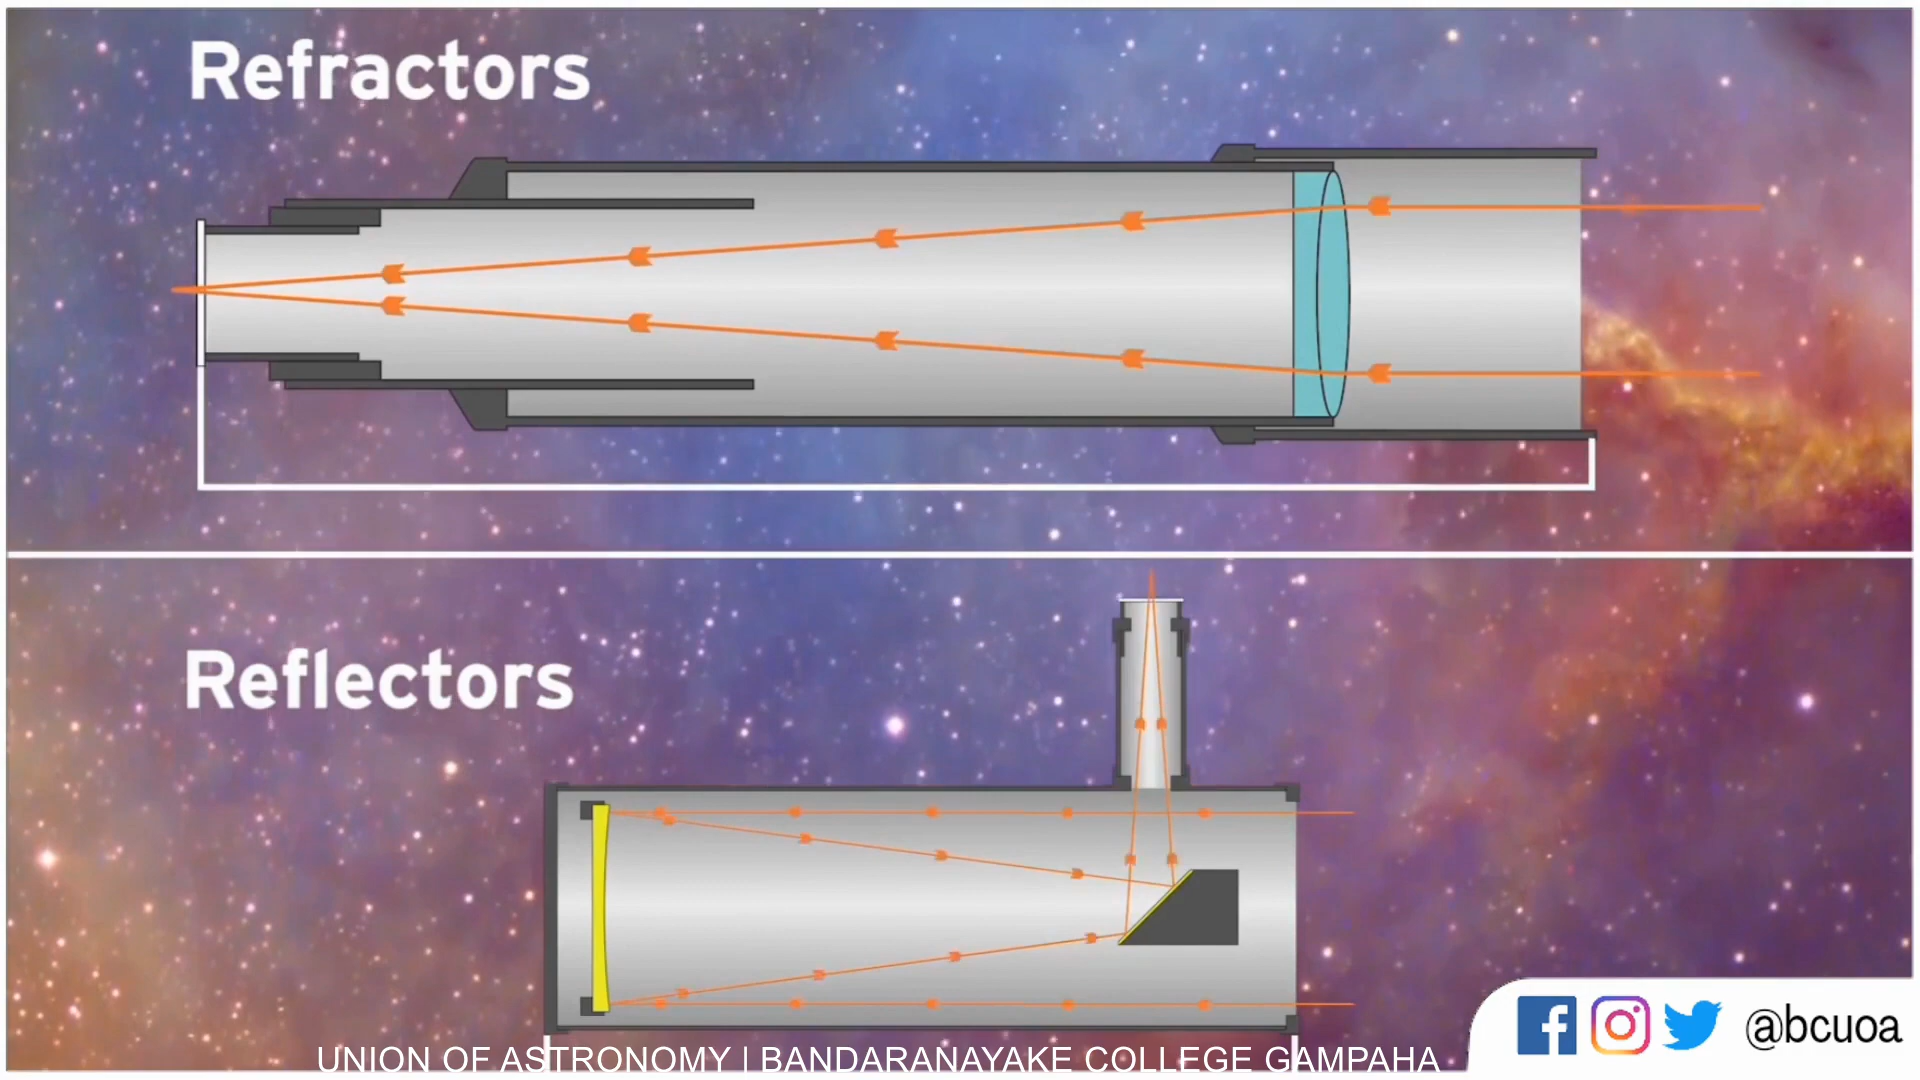 Refractors
Reflectors
UNION OF ASTRONOMY | BANDARANAYAKE COLLEGE GAMPAHA
@bcuoa